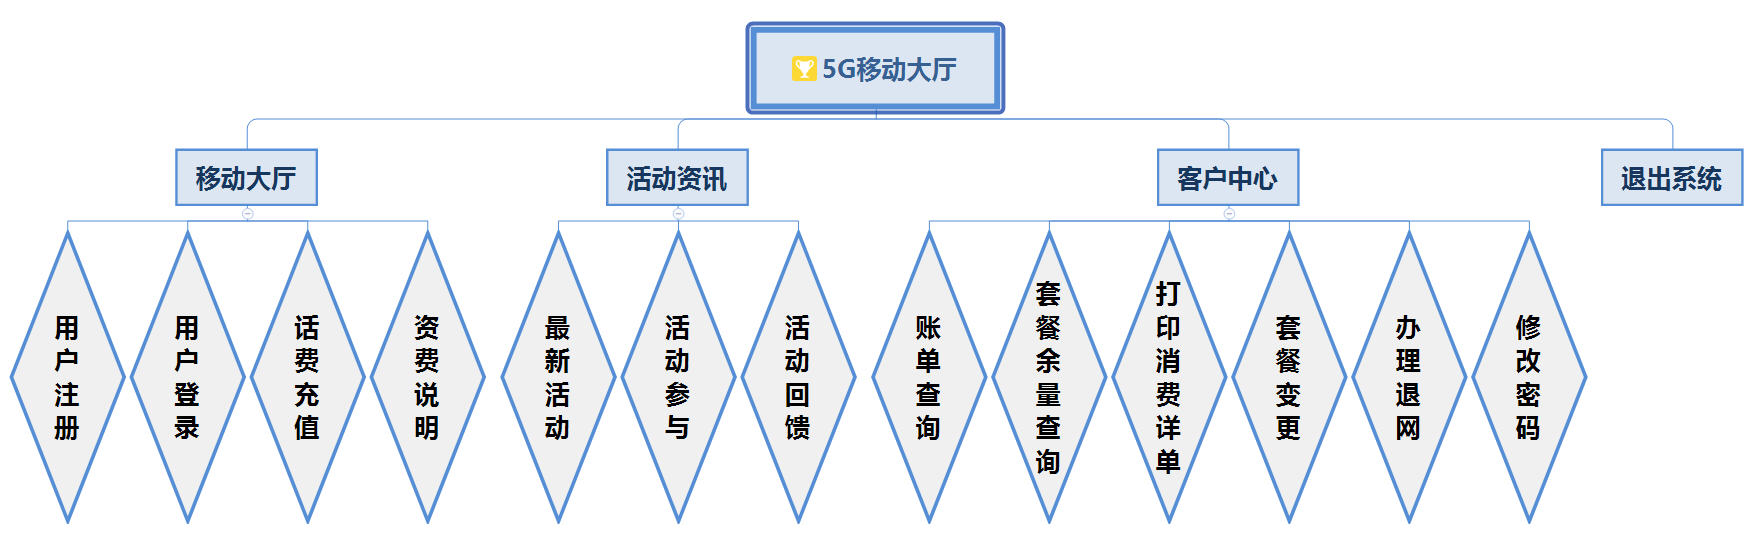 5G移动大厅
移动大厅
活动资讯
客户中心
退出系统
用户注册
用户登录
话费充值
资费说明
最新活动
活动参与
活动回馈
账单查询
套餐余量查询
打印消费详单
套餐变更
办理退网
修改密码